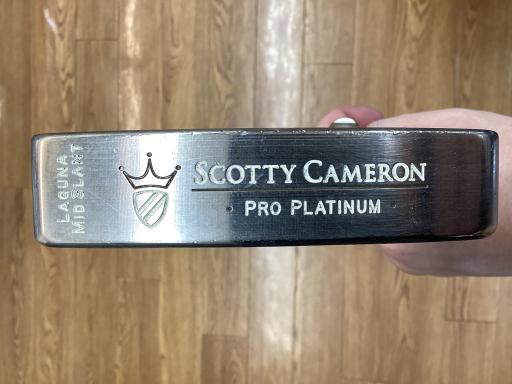 LAGUNA
MID SLANT
SCOTTY CAMERON
PRO PLATINUM